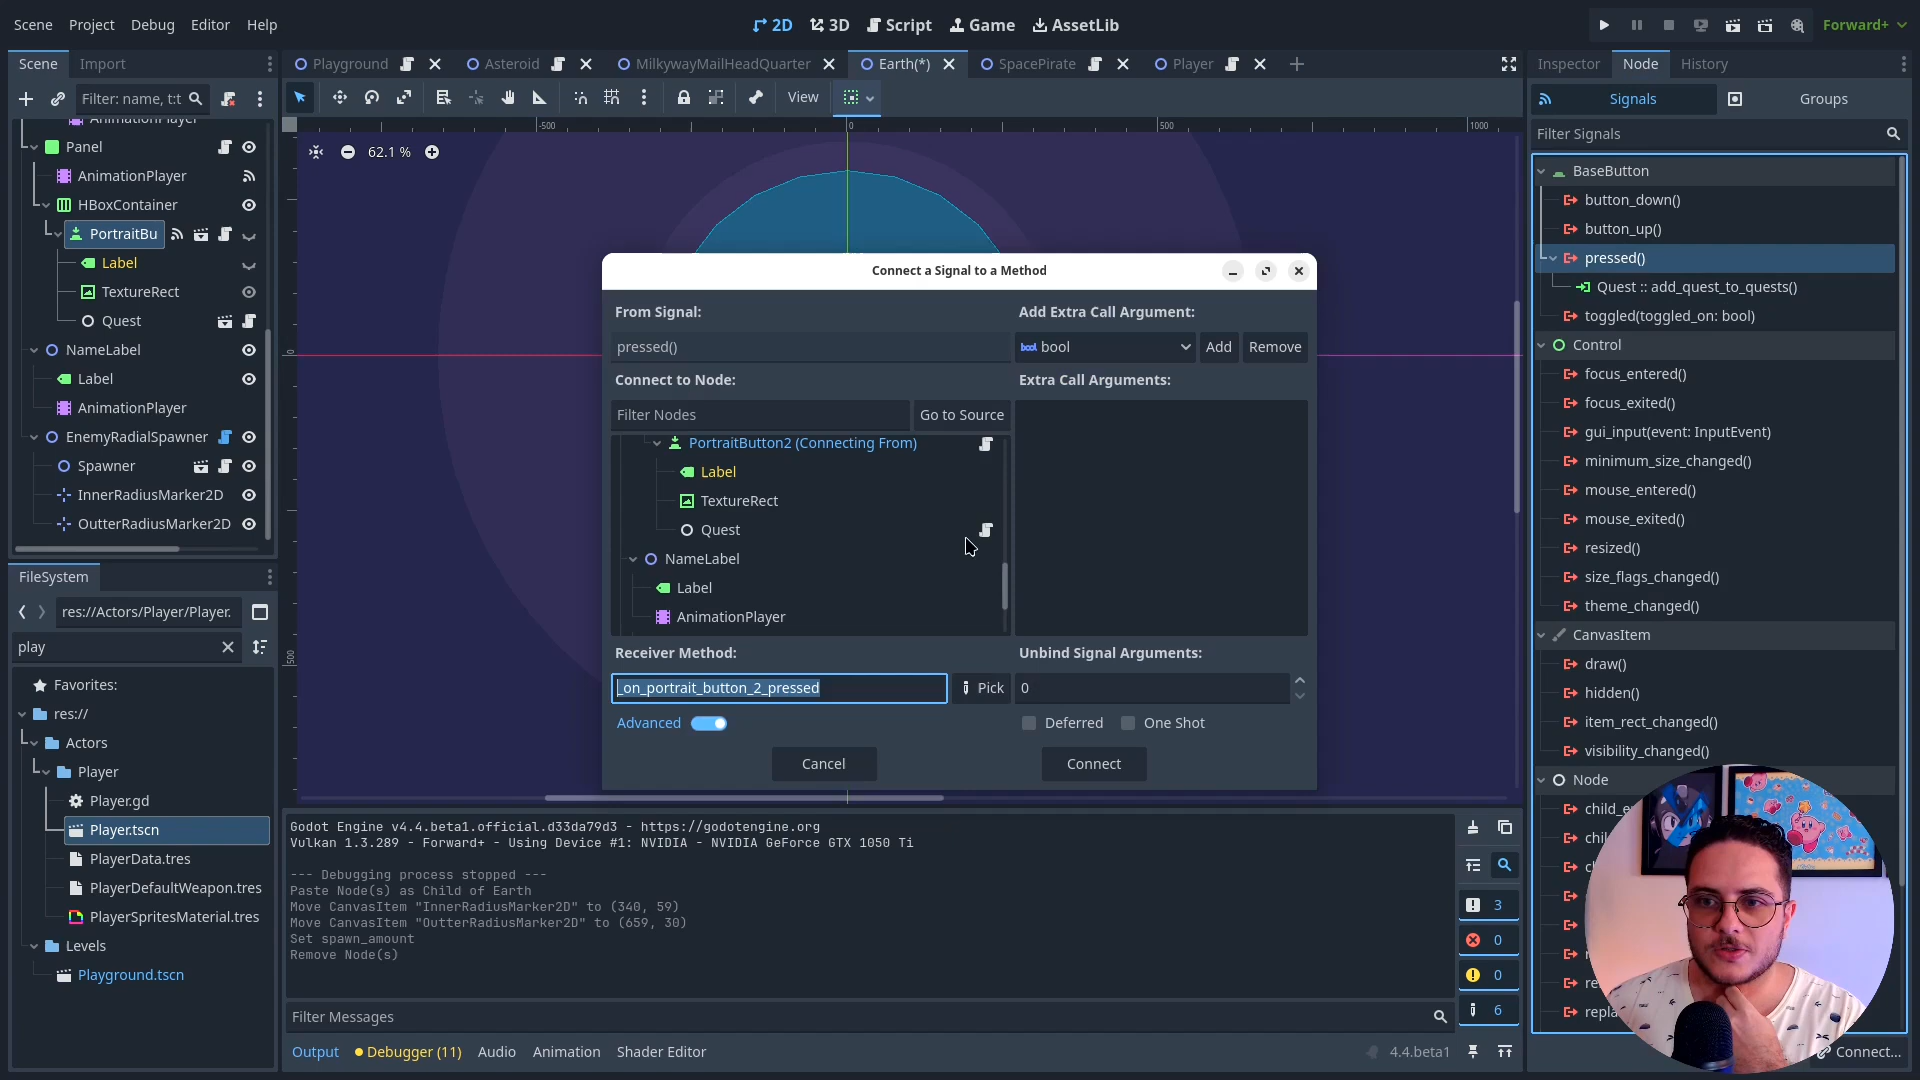 Scene Project Debug Editor Help
2D 3D Script Game AssetLib
Forward+
Scene Import
Playground Asteroid MilkywayMailHeadQuarter Earth(*) SpacePirate Player
Inspector Node History
Filter: name, t:t
View
Signals Groups
Filter Signals
-500 0 500 1000
62.1 %
0
500
AnimationPlayer
Panel
AnimationPlayer
HBoxContainer
PortraitBu
Label
TextureRect
Quest
NameLabel
Label
AnimationPlayer
EnemyRadialSpawner
Spawner
InnerRadiusMarker2D
OutterRadiusMarker2D
FileSystem
res://Actors/Player/Player.
play
Favorites:
res://
Actors
Player
Player.gd
Player.tscn
PlayerData.tres
PlayerDefaultWeapon.tres
PlayerSpritesMaterial.tres
Levels
Playground.tscn
Connect a Signal to a Method
From Signal:
pressed()
Connect to Node:
Filter Nodes Go to Source
PortraitButton2 (Connecting From)
Label
TextureRect
Quest
NameLabel
Label
AnimationPlayer
Receiver Method:
_on_portrait_button_2_pressed
Pick
Advanced
Add Extra Call Argument:
bool bool Add Remove
Extra Call Arguments:
Unbind Signal Arguments:
0
Deferred One Shot
Cancel Connect
Godot Engine v4.4.beta1.official.d33da79d3 - https://godotengine.org
Vulkan 1.3.289 - Forward+ - Using Device #1: NVIDIA - NVIDIA GeForce GTX 1050 Ti
--- Debugging process stopped ---
Paste Node(s) as Child of Earth
Move CanvasItem "InnerRadiusMarker2D" to (340, 59)
Move CanvasItem "OutterRadiusMarker2D" to (659, 30)
Set spawn_amount
Remove Node(s)
3
0
0
6
Filter Messages
Output Debugger (11) Audio Animation Shader Editor
4.4.beta1
BaseButton
button_down()
button_up()
pressed()
Quest :: add_quest_to_quests()
toggled(toggled_on: bool)
Control
focus_entered()
focus_exited()
gui_input(event: InputEvent)
minimum_size_changed()
mouse_entered()
mouse_exited()
resized()
size_flags_changed()
theme_changed()
CanvasItem
draw()
hidden()
item_rect_changed()
visibility_changed()
Node
Connect...